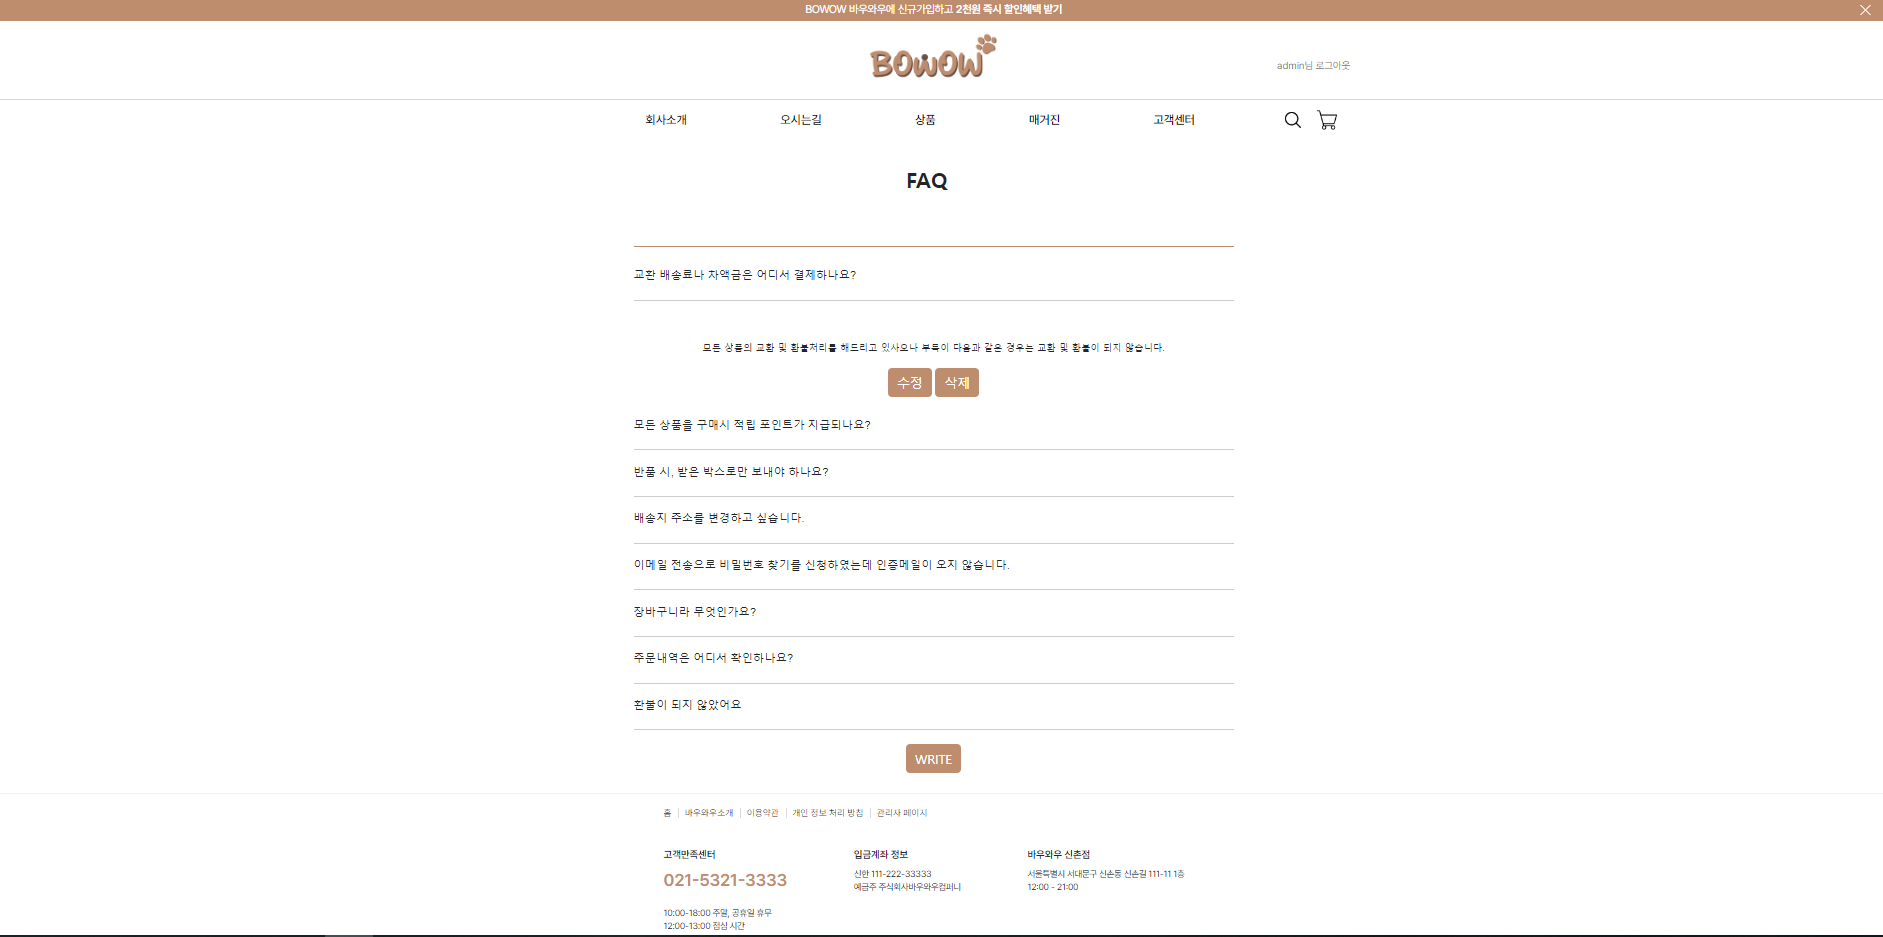 BOWOW 바우와우에 신규가입하고 2천원 즉시 할인혜택 받기
BOWOW
admin님 로그아웃
회사소개 오시는길 상품 매거진 고객센터
FAQ
교환 배송료나 차액금은 어디서 결제하나요?
모든 상품의 교환 및 환불처리를 해드리고 있사오나 부득이 다음과 같은 경우는 교환 및 환불이 되지 않습니다.
수정 삭제
모든 상품을 구매시 적립 포인트가 지급되나요?
반품 시, 받은 박스로만 보내야 하나요?
배송지 주소를 변경하고 싶습니다.
이메일 전송으로 비밀번호 찾기를 신청하였는데 인증메일이 오지 않습니다.
장바구니라 무엇인가요?
주문내역은 어디서 확인하나요?
환불이 되지 않았어요
WRITE
홈 바우와우소개 이용약관 개인 정보 처리 방침 관리자 페이지
고객만족센터
021-5321-3333
10:00-18:00 주말, 공휴일 휴무
12:00-13:00 점심 시간
입금계좌 정보
신한 111-222-33333
예금주 주식회사바우와우컴퍼니
바우와우 신촌점
서울특별시 서대문구 신촌동 신촌길 111-11 1층
12:00 - 21:00